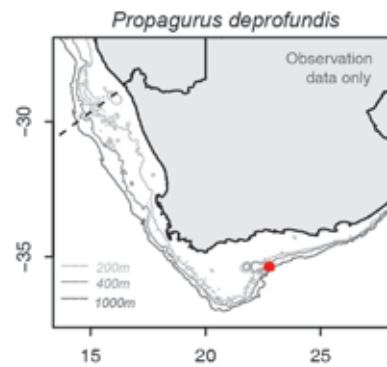 Propagurus deprofundis
Observation
data only
−30
−35
200m
400m
1000m
15
20
25